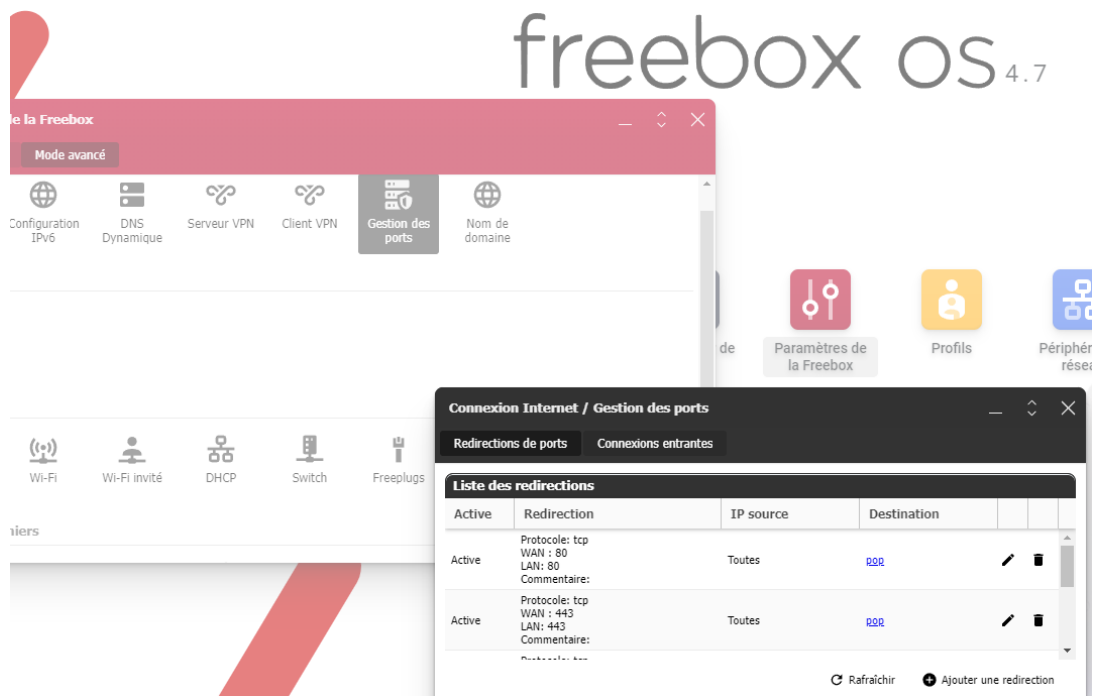 freebox os 4.7
de la Freebox
Mode avancé
Configuration IPv6
DNS Dynamique
Serveur VPN
Client VPN
Gestion des ports
Nom de domaine
de
Paramètres de la Freebox
Profils
Wi-Fi
Wi-Fi invité
DHCP
Switch
Freeplugs
Connexion Internet / Gestion des ports
Redirections de ports
Connexions entrantes
Liste des redirections
Active Redirection IP source Destination
Protocole: tcp
WAN : 80
Active Toutes pop
LAN: 80
Commentaire:
Protocole: tcp
WAN : 443
Active Toutes pop
LAN: 443
Commentaire:
Rafraîchir
Ajouter une redirection